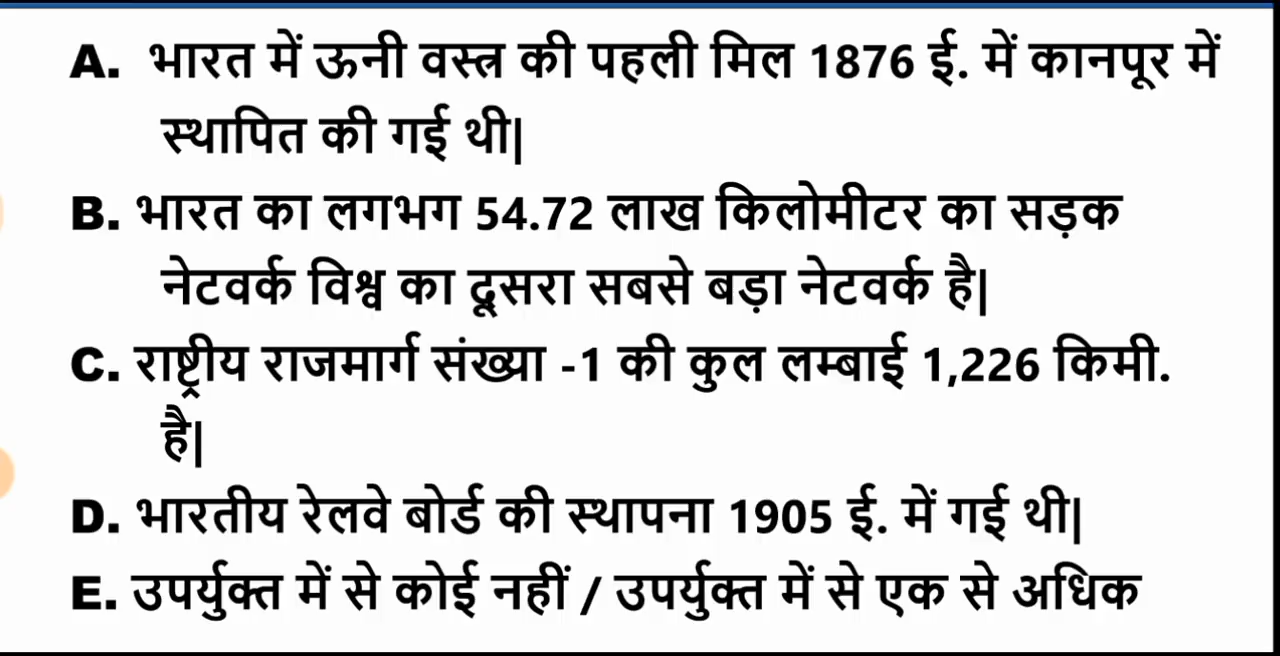 A. भारत में ऊनी वस्त्र की पहली मिल 1876 ई. में कानपूर में
स्थापित की गई थी|
B. भारत का लगभग 54.72 लाख किलोमीटर का सड़क
नेटवर्क विश्व का दूसरा सबसे बड़ा नेटवर्क है|
C. राष्ट्रीय राजमार्ग संख्या -1 की कुल लम्बाई 1,226 किमी.
है|
D. भारतीय रेलवे बोर्ड की स्थापना 1905 ई. में गई थी|
E. उपर्युक्त में से कोई नहीं / उपर्युक्त में से एक से अधिक